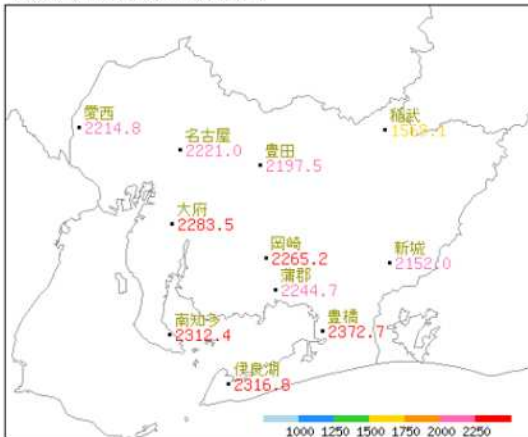 愛西
2214.8
名古屋
2221.0
豊田
2197.5
稲武
大府
2283.5
岡崎
2265.2
新城
2152.0
蒲郡
2244.7
南知多
2312.4
豊橋
2372.7
伊良湖
2316.8
1000 1250 1500 1750 2000 2250